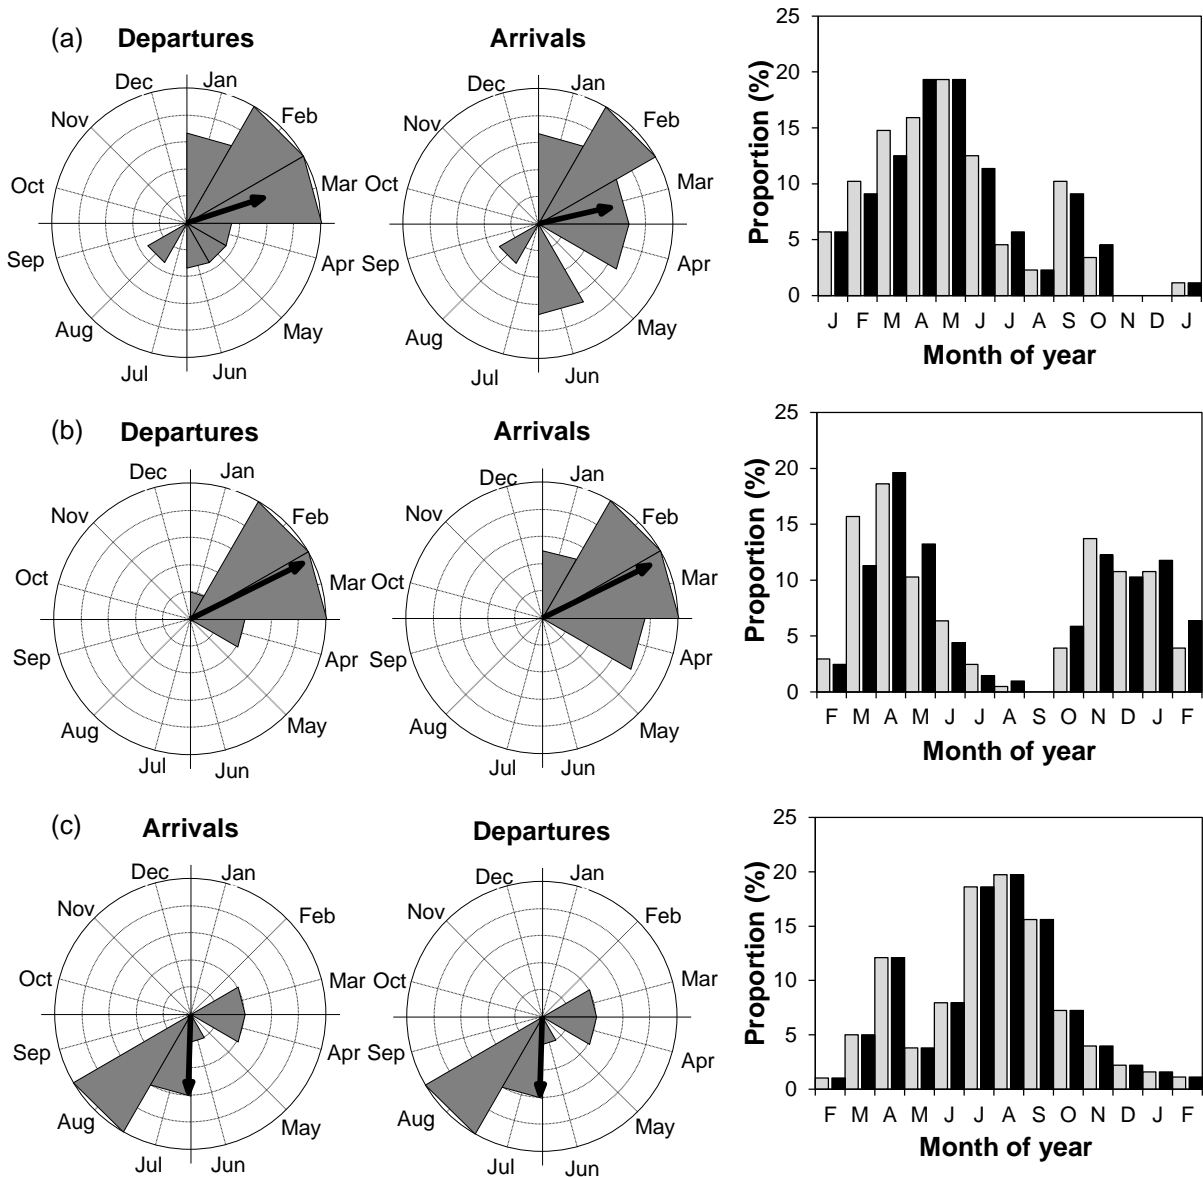 (a) Departures
Arrivals
Dec
Jan
Nov
Feb
Oct
Mar
Sep
Apr
Aug
May
Jul
Jun
Dec
Jan
Nov
Feb
Oct
Mar
Sep
Apr
Aug
May
Jul
Jun
25
20
15
10
5
0
Proportion (%)
J F M A M J J A S O N D J
Month of year
(b) Departures
Arrivals
Dec
Jan
Nov
Feb
Oct
Mar
Sep
Apr
Aug
May
Jul
Jun
Dec
Jan
Nov
Feb
Oct
Mar
Sep
Apr
Aug
May
Jul
Jun
25
20
15
10
5
0
Proportion (%)
F M A M J J A S O N D J F
Month of year
(c) Arrivals
Departures
Dec
Jan
Nov
Feb
Oct
Mar
Sep
Apr
Aug
May
Jul
Jun
Dec
Jan
Nov
Feb
Oct
Mar
Sep
Apr
Aug
May
Jul
Jun
25
20
15
10
5
0
Proportion (%)
F M A M J J A S O N D J F
Month of year